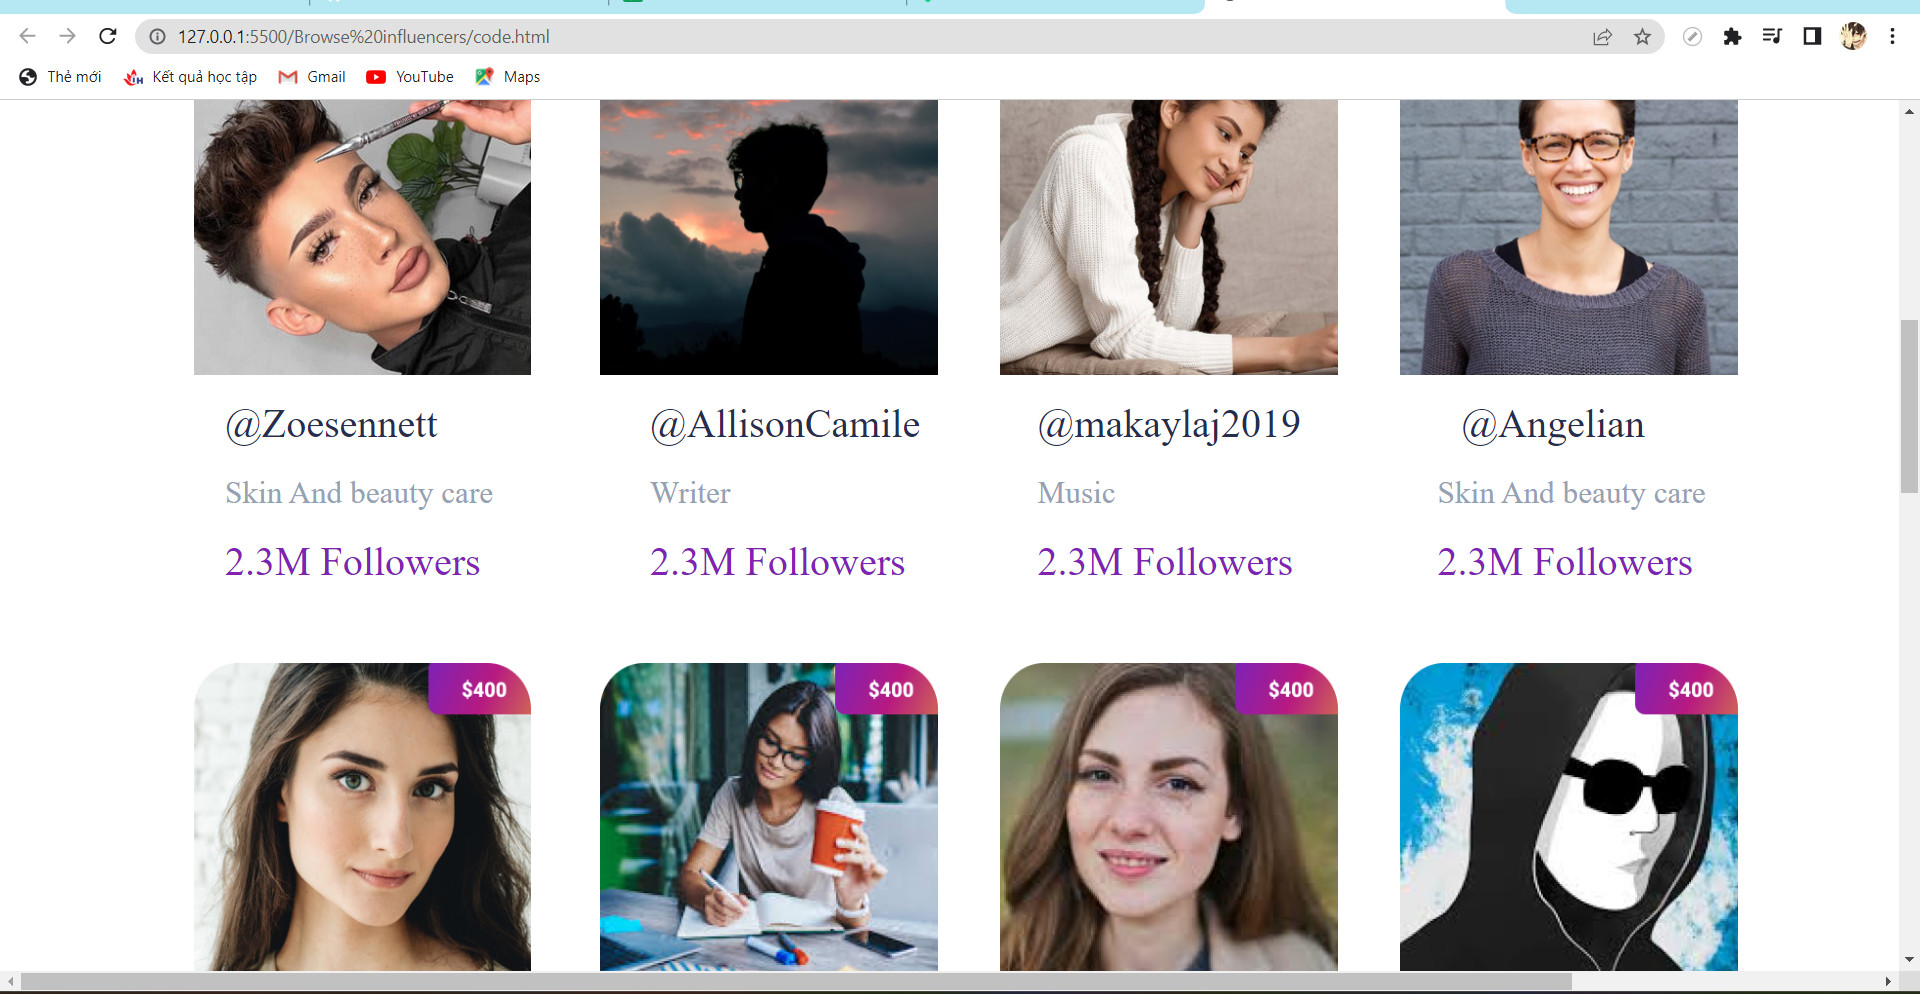 127.0.0.1:5500/Browse%20influencers/code.html
Thẻ mới Kết quả học tập Gmail YouTube Maps
@Zoesennett @AllisonCamile @makaylaj2019 @Angelian
Skin And beauty care Writer Music Skin And beauty care
2.3M Followers 2.3M Followers 2.3M Followers 2.3M Followers
$400 $400 $400 $400